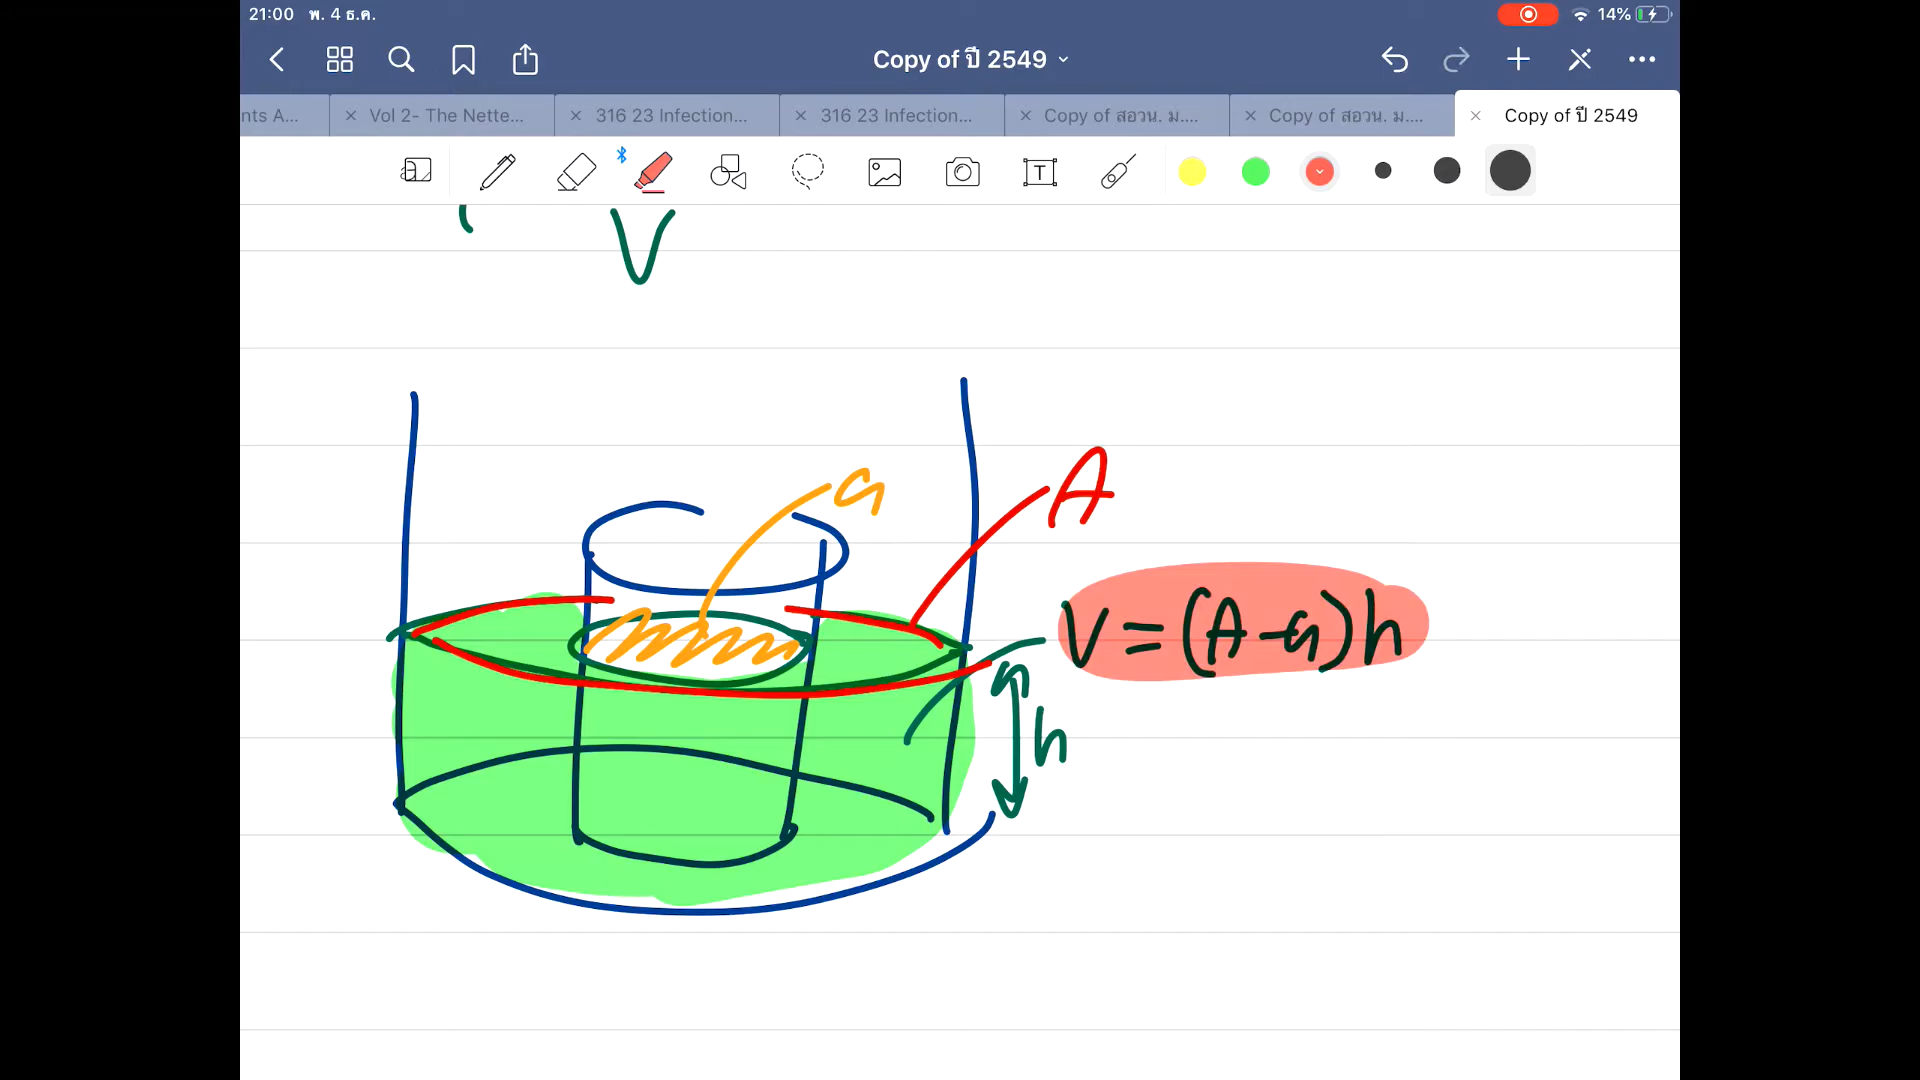 21:00 พ. 4 ธ.ค.
14%
Copy of ปี 2549
nts A...
Vol 2- The Nette...
316 23 Infection...
316 23 Infection...
Copy of สอวน. ม....
Copy of สอวน. ม....
Copy of ปี 2549
T
V
a
A
V = (A-a)h
h